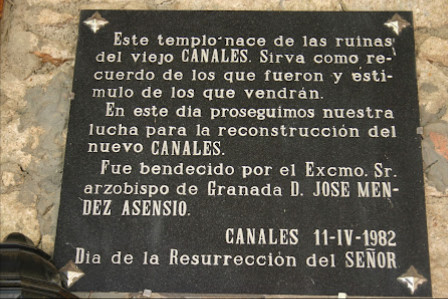 Este templo nace de las ruinas
del viejo CANALES. Sirva como re-
cuerdo de los que fueron y esti-
mulo de los que vendrán.
En este dia proseguimos nuestra
lucha para la reconstrucción del
nuevo CANALES.
Fue bendecido por el Excmo. Sr.
arzobispo de Granada D. JOSE MEN-
DEZ ASENSIO.
CANALES 11-IV-1982
Dia de la Resurrección del SEÑOR